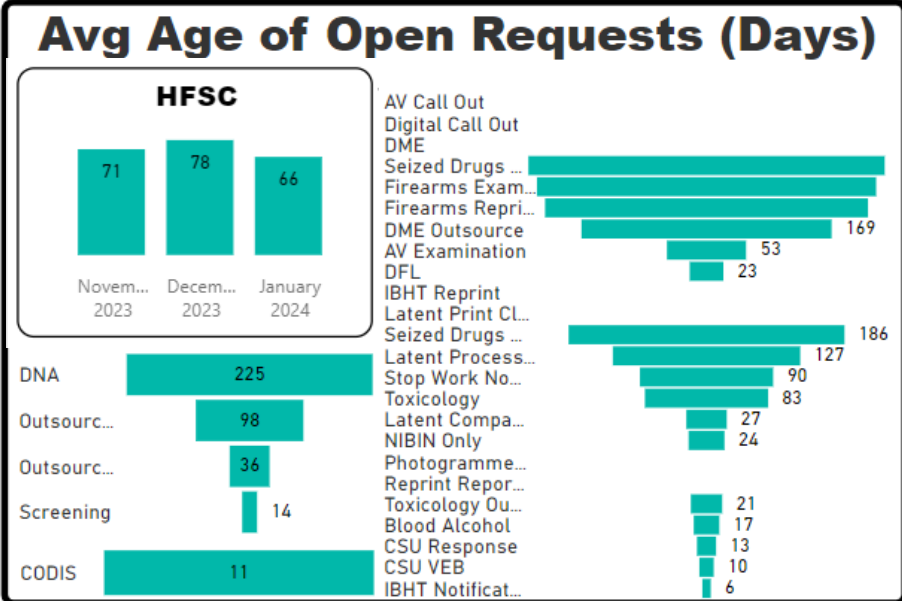 Avg Age of Open Requests (Days)
HFSC
71
78
66
Novem... 2023
Decem... 2023
January 2024
DNA 225
Outsourc... 98
Outsourc... 36
Screening 14
CODIS 11
AV Call Out
Digital Call Out
DME
Seized Drugs ...
Firearms Exam...
Firearms Repri...
DME Outsource 169
AV Examination 53
DFL 23
IBHT Reprint
Latent Print Cl...
Seized Drugs ... 186
Latent Process... 127
Stop Work No... 90
Toxicology 83
Latent Compa... 27
NIBIN Only 24
Photogramme...
Reprint Repor...
Toxicology Ou... 21
Blood Alcohol 17
CSU Response 13
CSU VEB 10
IBHT Notificat... 6